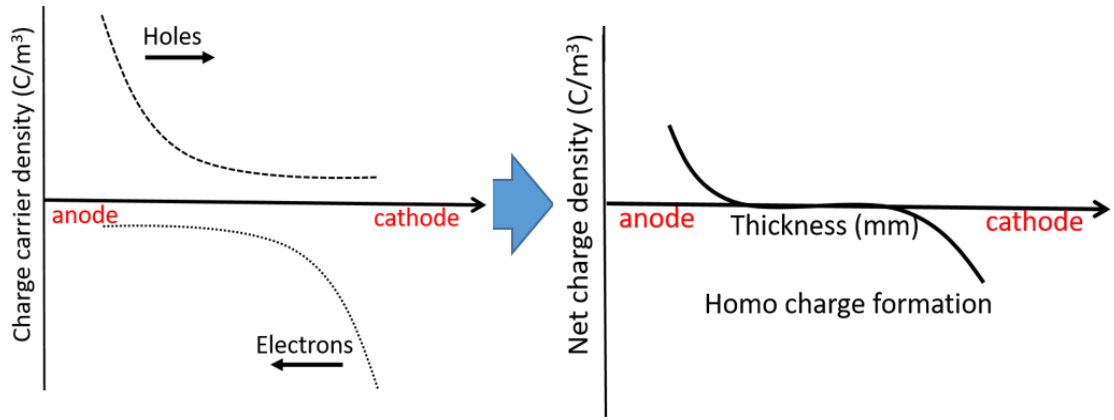 Charge carrier density (C/m³)
Holes
anode
cathode
Electrons
Net charge density (C/m³)
anode
Thickness (mm)
cathode
Homo charge formation